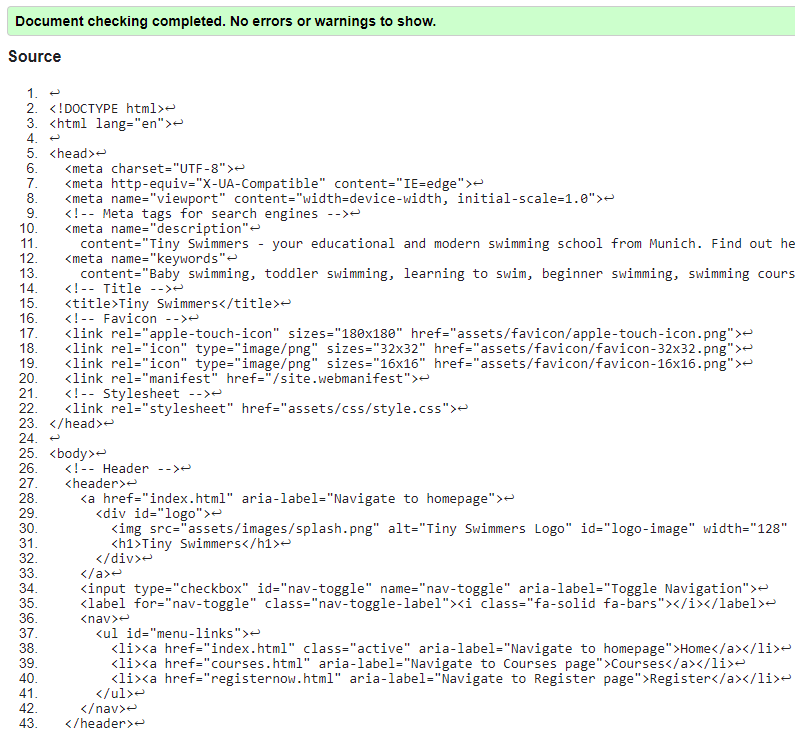 Document checking completed. No errors or warnings to show.
Source
1. ↩
2. <!DOCTYPE html>↩
3. <html lang="en">↩
4. ↩
5. <head>↩
6. <meta charset="UTF-8">↩
7. <meta http-equiv="X-UA-Compatible" content="IE=edge">↩
8. <meta name="viewport" content="width=device-width, initial-scale=1.0">↩
9. <!-- Meta tags for search engines -->↩
10. <meta name="description"↩
11. content="Tiny Swimmers - your educational and modern swimming school from Munich. Find out he
12. <meta name="keywords"↩
13. content="Baby swimming, toddler swimming, learning to swim, beginner swimming, swimming cours
14. <!-- Title -->↩
15. <title>Tiny Swimmers</title>↩
16. <!-- Favicon -->↩
17. <link rel="apple-touch-icon" sizes="180x180" href="assets/favicon/apple-touch-icon.png">↩
18. <link rel="icon" type="image/png" sizes="32x32" href="assets/favicon/favicon-32x32.png">↩
19. <link rel="icon" type="image/png" sizes="16x16" href="assets/favicon/favicon-16x16.png">↩
20. <link rel="manifest" href="/site.webmanifest">↩
21. <!-- Stylesheet -->↩
22. <link rel="stylesheet" href="assets/css/style.css">↩
23. </head>↩
24. ↩
25. <body>↩
26. <!-- Header -->↩
27. <header>↩
28. <a href="index.html" aria-label="Navigate to homepage">↩
29. <div id="logo">↩
30. <img src="assets/images/splash.png" alt="Tiny Swimmers Logo" id="logo-image" width="128"
31. <h1>Tiny Swimmers</h1>↩
32. </div>↩
33. </a>↩
34. <input type="checkbox" id="nav-toggle" name="nav-toggle" aria-label="Toggle Navigation">↩
35. <label for="nav-toggle" class="nav-toggle-label"><i class="fa-solid fa-bars"></i></label>↩
36. <nav>↩
37. <ul id="menu-links">↩
38. <li><a href="index.html" class="active" aria-label="Navigate to homepage">Home</a></li>↩
39. <li><a href="courses.html" aria-label="Navigate to Courses page">Courses</a></li>↩
40. <li><a href="registernow.html" aria-label="Navigate to Register page">Register</a></li>↩
41. </ul>↩
42. </nav>↩
43. </header>↩